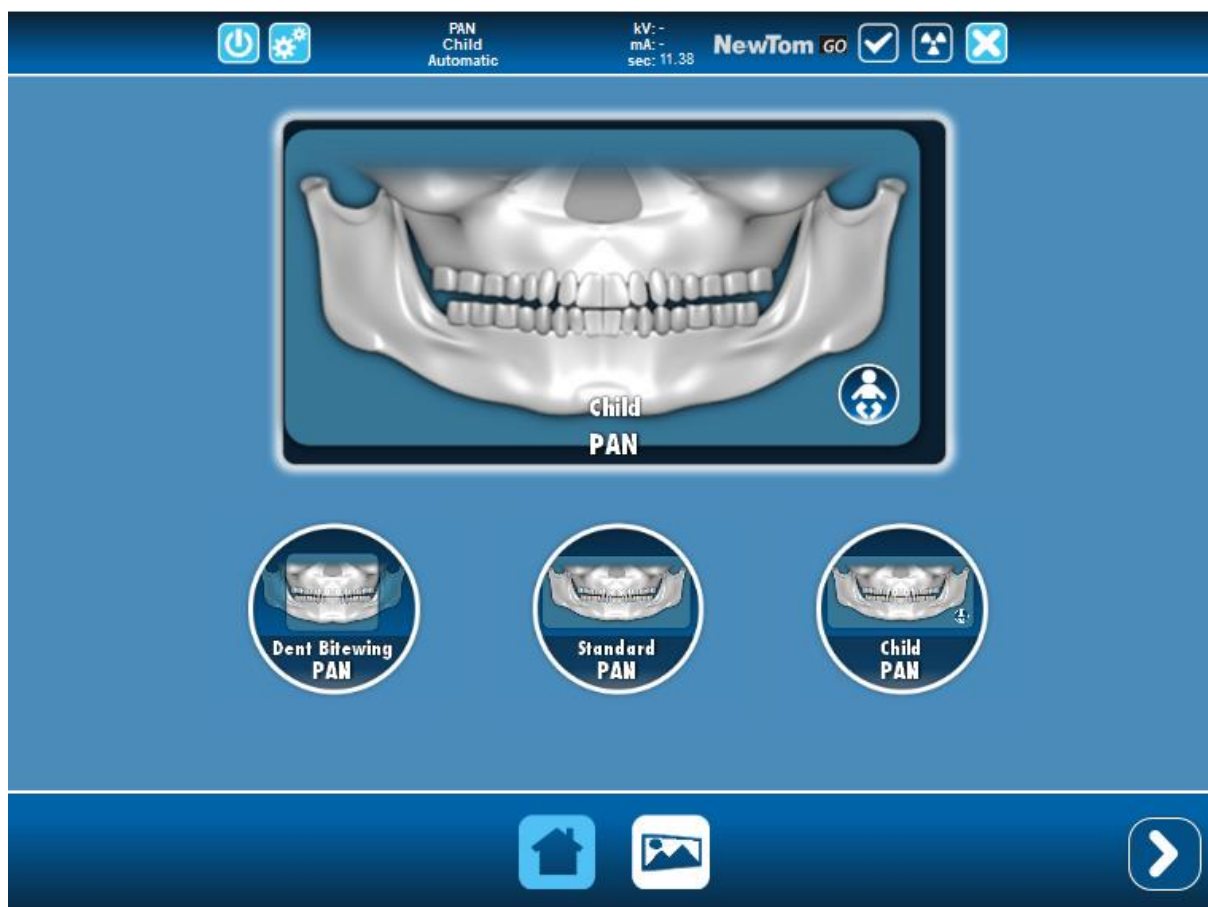 PAN
Child
Automatic
kV: -
mA: -
sec: 11.38
NewTom GO
Child
PAN
Dent Bitewing
PAN
Standard
PAN
Child
PAN